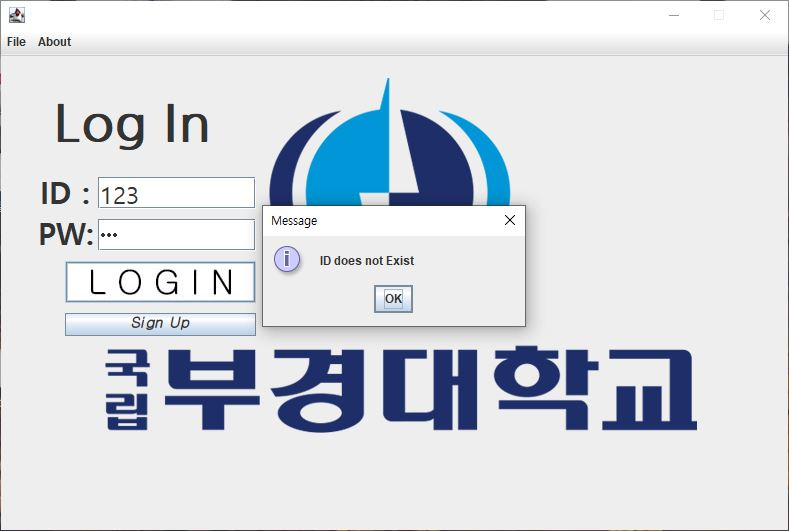 File About
Log In
ID : 123
PW: •••
LOGIN
Sign Up
Message
ID does not Exist
OK
국립 부경대학교